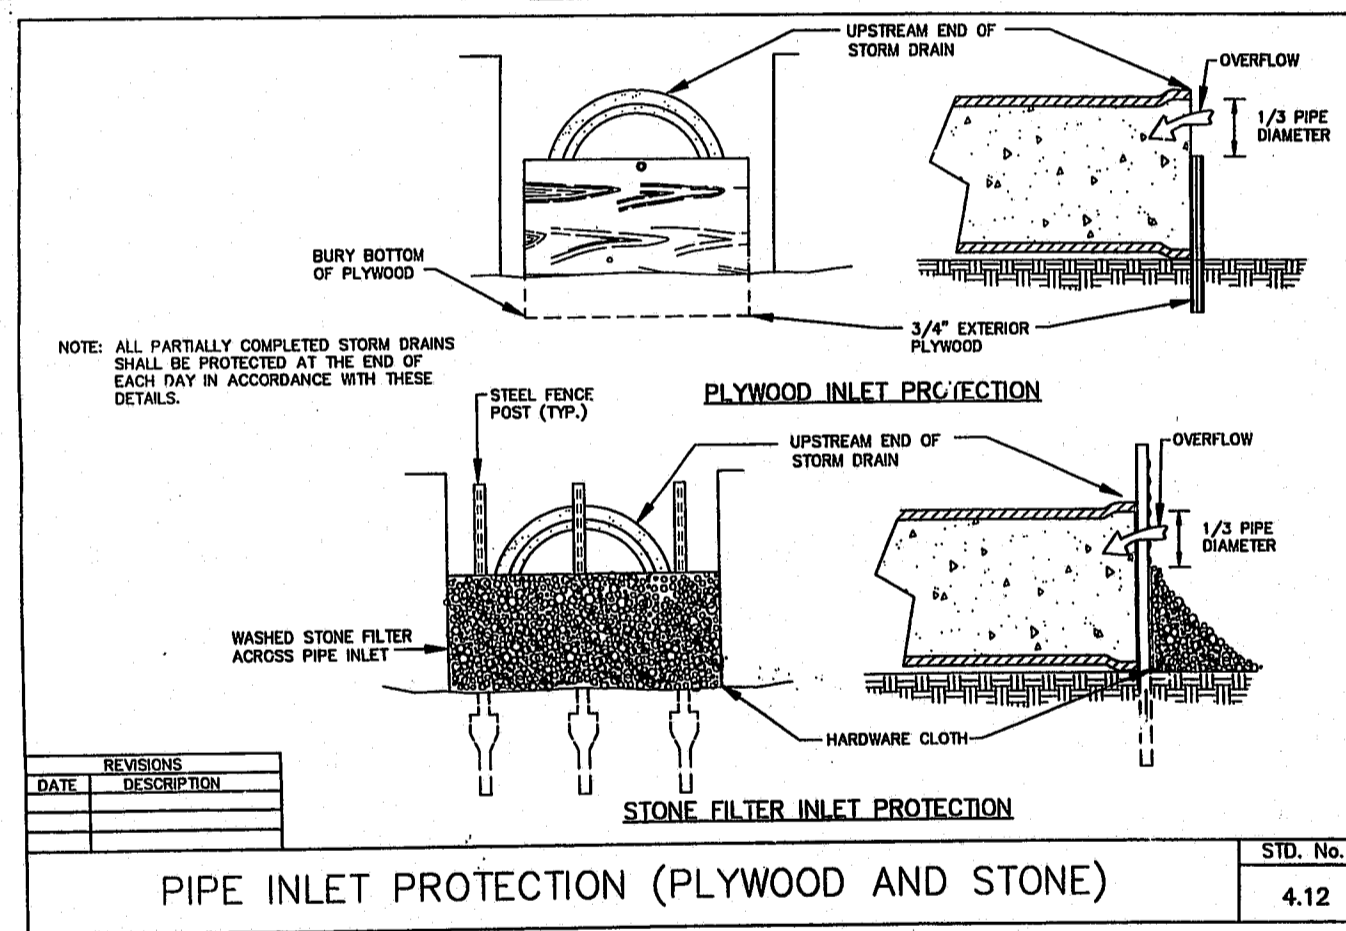 UPSTREAM END OF
STORM DRAIN
OVERFLOW
1/3 PIPE
DIAMETER
BURY BOTTOM
OF PLYWOOD
3/4" EXTERIOR
PLYWOOD
NOTE: ALL PARTIALLY COMPLETED STORM DRAINS
SHALL BE PROTECTED AT THE END OF
EACH DAY IN ACCORDANCE WITH THESE
DETAILS.
PLYWOOD INLET PROTECTION
STEEL FENCE
POST (TYP.)
UPSTREAM END OF
STORM DRAIN
OVERFLOW
1/3 PIPE
DIAMETER
WASHED STONE FILTER
ACROSS PIPE INLET
HARDWARE CLOTH
STONE FILTER INLET PROTECTION
REVISIONS
DATE DESCRIPTION
PIPE INLET PROTECTION (PLYWOOD AND STONE)
STD. No.
4.12